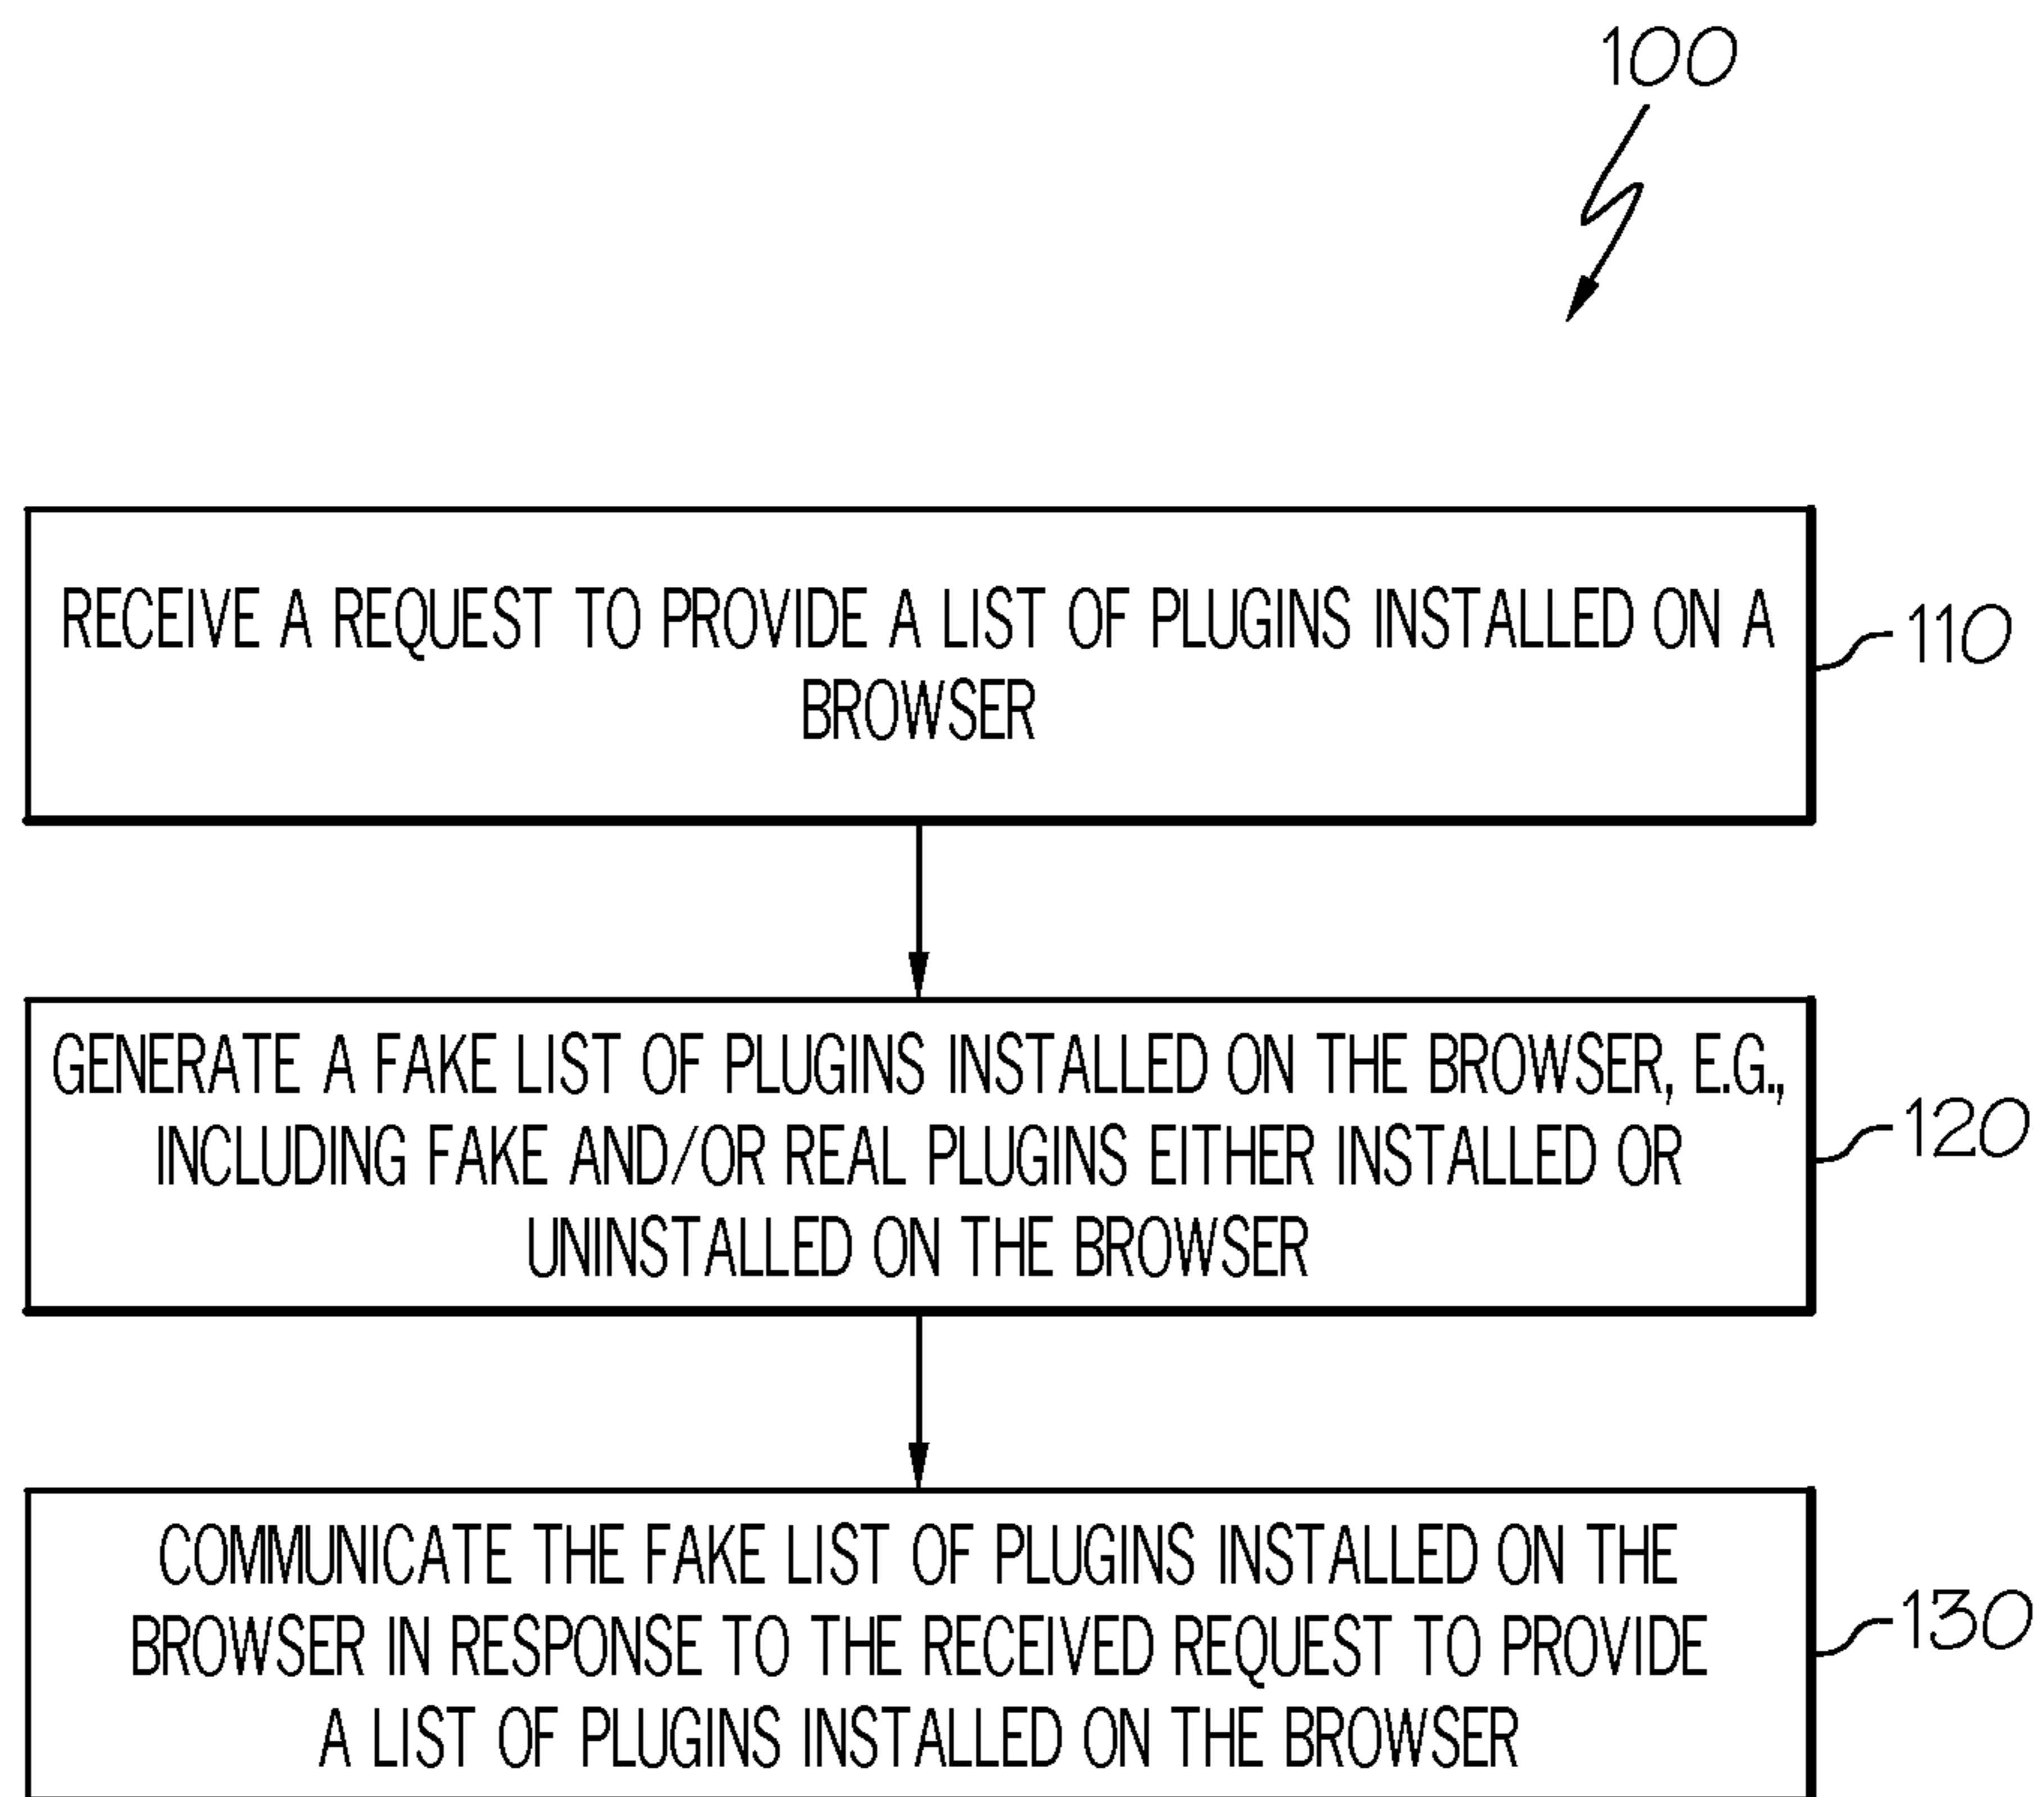 100
RECEIVE A REQUEST TO PROVIDE A LIST OF PLUGINS INSTALLED ON A
BROWSER
110
GENERATE A FAKE LIST OF PLUGINS INSTALLED ON THE BROWSER, E.G.,
INCLUDING FAKE AND/OR REAL PLUGINS EITHER INSTALLED OR
UNINSTALLED ON THE BROWSER
120
COMMUNICATE THE FAKE LIST OF PLUGINS INSTALLED ON THE
BROWSER IN RESPONSE TO THE RECEIVED REQUEST TO PROVIDE
A LIST OF PLUGINS INSTALLED ON THE BROWSER
130